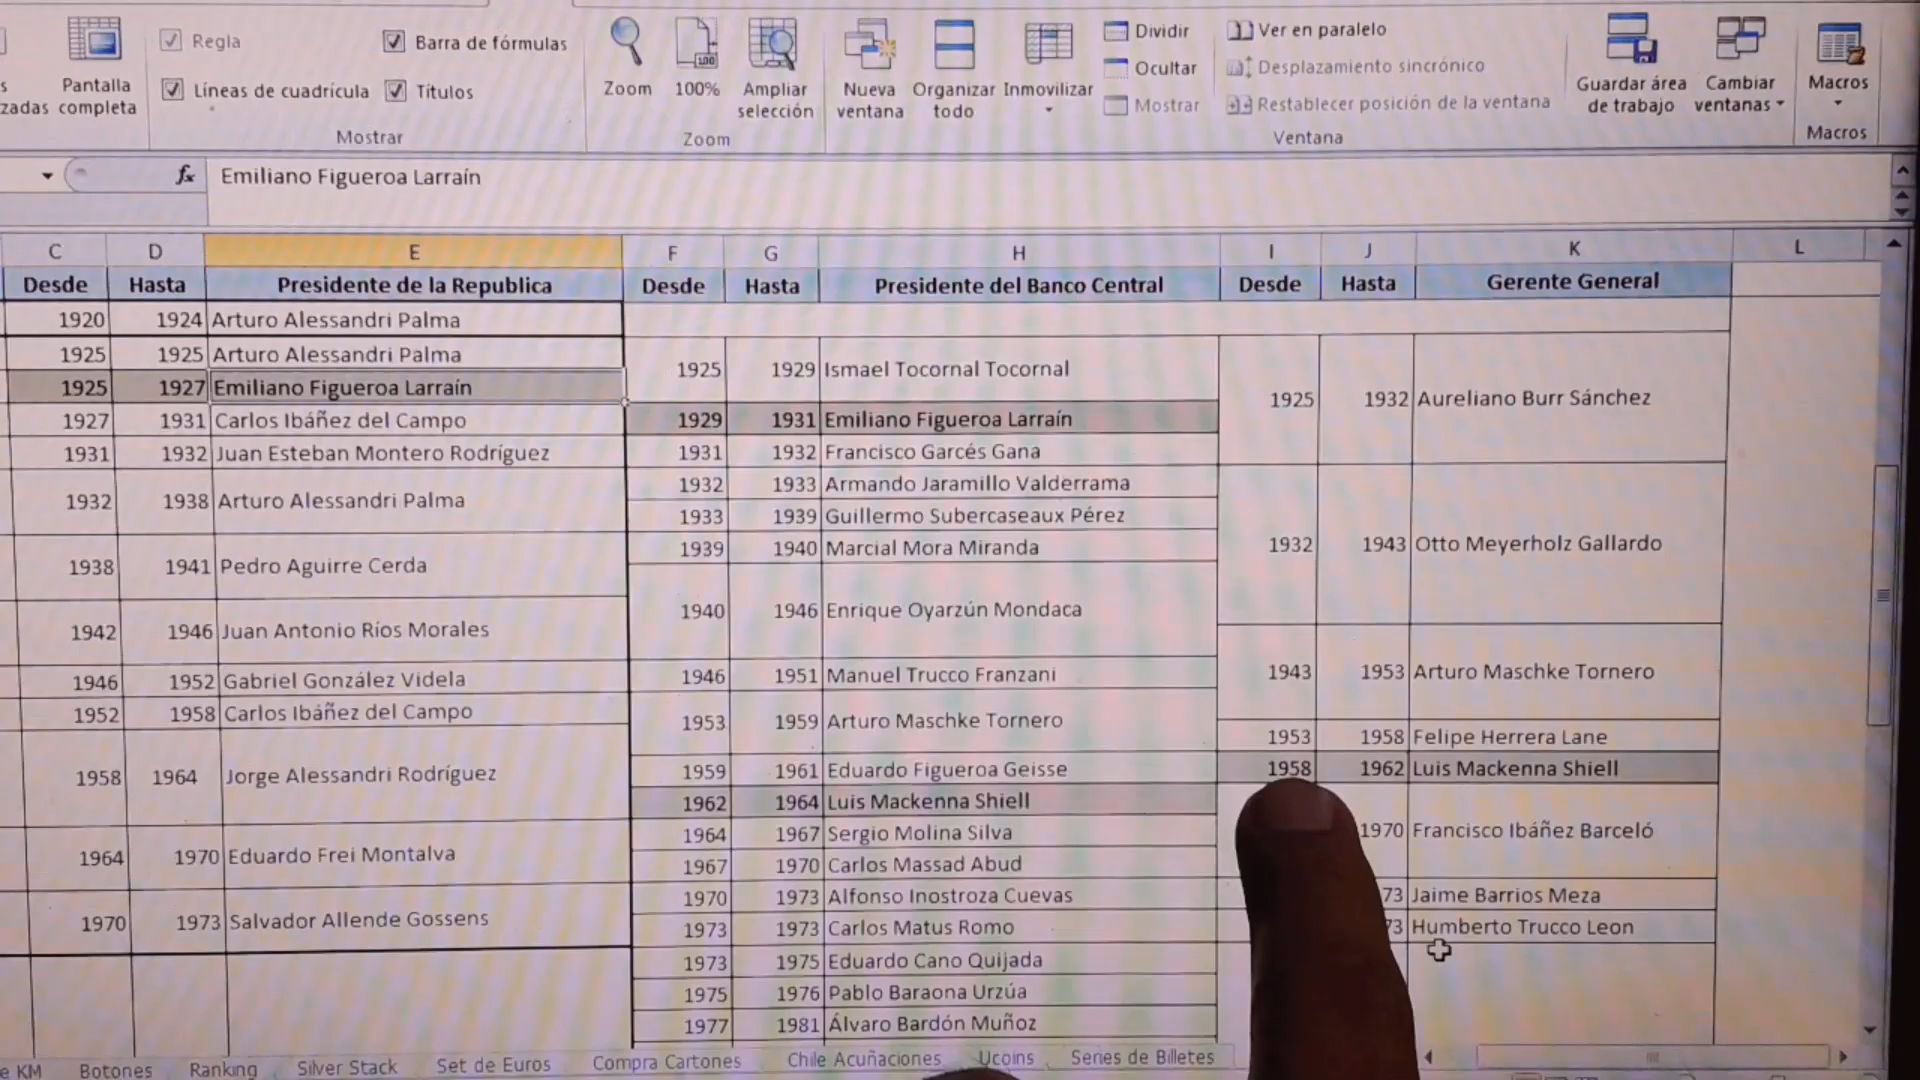 Regla Barra de fórmulas
Líneas de cuadrícula Títulos
Mostrar
s
zadas
Pantalla
completa
Zoom
100%
Ampliar
selección
Zoom
Nueva
ventana
Organizar
todo
Inmovilizar
Dividir
Ocultar
Mostrar
Ver en paralelo
Desplazamiento sincrónico
Restablecer posición de la ventana
Ventana
Guardar área
de trabajo
Cambiar
ventanas
Macros
Macros
fx Emiliano Figueroa Larraín
C D E F G H I J K L
Desde Hasta Presidente de la Republica Desde Hasta Presidente del Banco Central Desde Hasta Gerente General
1920 1924 Arturo Alessandri Palma
1925 1925 Arturo Alessandri Palma
1925 1927 Emiliano Figueroa Larraín
1927 1931 Carlos Ibáñez del Campo
1931 1932 Juan Esteban Montero Rodríguez
1932 1938 Arturo Alessandri Palma
1938 1941 Pedro Aguirre Cerda
1942 1946 Juan Antonio Ríos Morales
1946 1952 Gabriel González Videla
1952 1958 Carlos Ibáñez del Campo
1958 1964 Jorge Alessandri Rodríguez
1964 1970 Eduardo Frei Montalva
1970 1973 Salvador Allende Gossens
1925 1929 Ismael Tocornal Tocornal
1929 1931 Emiliano Figueroa Larraín
1931 1932 Francisco Garcés Gana
1932 1933 Armando Jaramillo Valderrama
1933 1939 Guillermo Subercaseaux Pérez
1939 1940 Marcial Mora Miranda
1940 1946 Enrique Oyarzún Mondaca
1946 1951 Manuel Trucco Franzani
1953 1959 Arturo Maschke Tornero
1959 1961 Eduardo Figueroa Geisse
1962 1964 Luis Mackenna Shiell
1964 1967 Sergio Molina Silva
1967 1970 Carlos Massad Abud
1970 1973 Alfonso Inostroza Cuevas
1973 1973 Carlos Matus Romo
1973 1975 Eduardo Cano Quijada
1975 1976 Pablo Baraona Urzúa
1977 1981 Álvaro Bardón Muñoz
1925 1932 Aureliano Burr Sánchez
1932 1943 Otto Meyerholz Gallardo
1943 1953 Arturo Maschke Tornero
1953 1958 Felipe Herrera Lane
1958 1962 Luis Mackenna Shiell
1970 Francisco Ibáñez Barceló
73 Jaime Barrios Meza
73 Humberto Trucco Leon
e KM Botones Ranking Silver Stack Set de Euros Compra Cartones Chile Acuñaciones Ucoins Series de Billetes